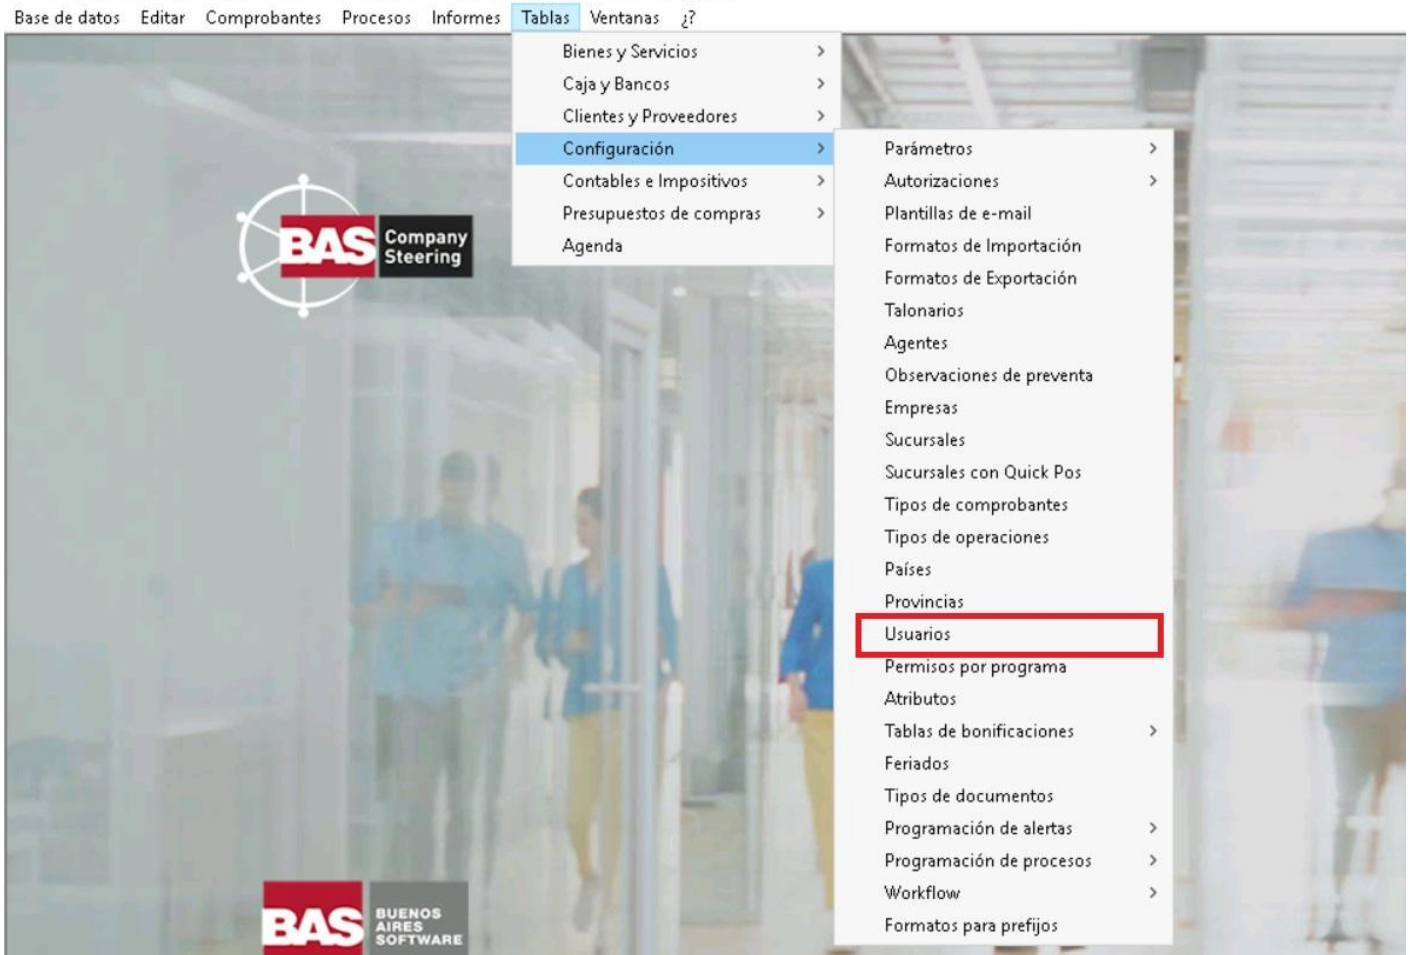 Base de datos Editar Comprobantes Procesos Informes Tablas Ventanas ¿?
Bienes y Servicios
Caja y Bancos
Clientes y Proveedores
Configuración
Contables e Impositivos
Presupuestos de compras
Agenda
Parámetros
Autorizaciones
Plantillas de e-mail
Formatos de Importación
Formatos de Exportación
Talonarios
Agentes
Observaciones de preventa
Empresas
Sucursales
Sucursales con Quick Pos
Tipos de comprobantes
Tipos de operaciones
Países
Provincias
Usuarios
Permisos por programa
Atributos
Tablas de bonificaciones
Feriados
Tipos de documentos
Programación de alertas
Programación de procesos
Workflow
Formatos para prefijos
BAS Company
Steering
BAS BUENOS
AIRES
SOFTWARE